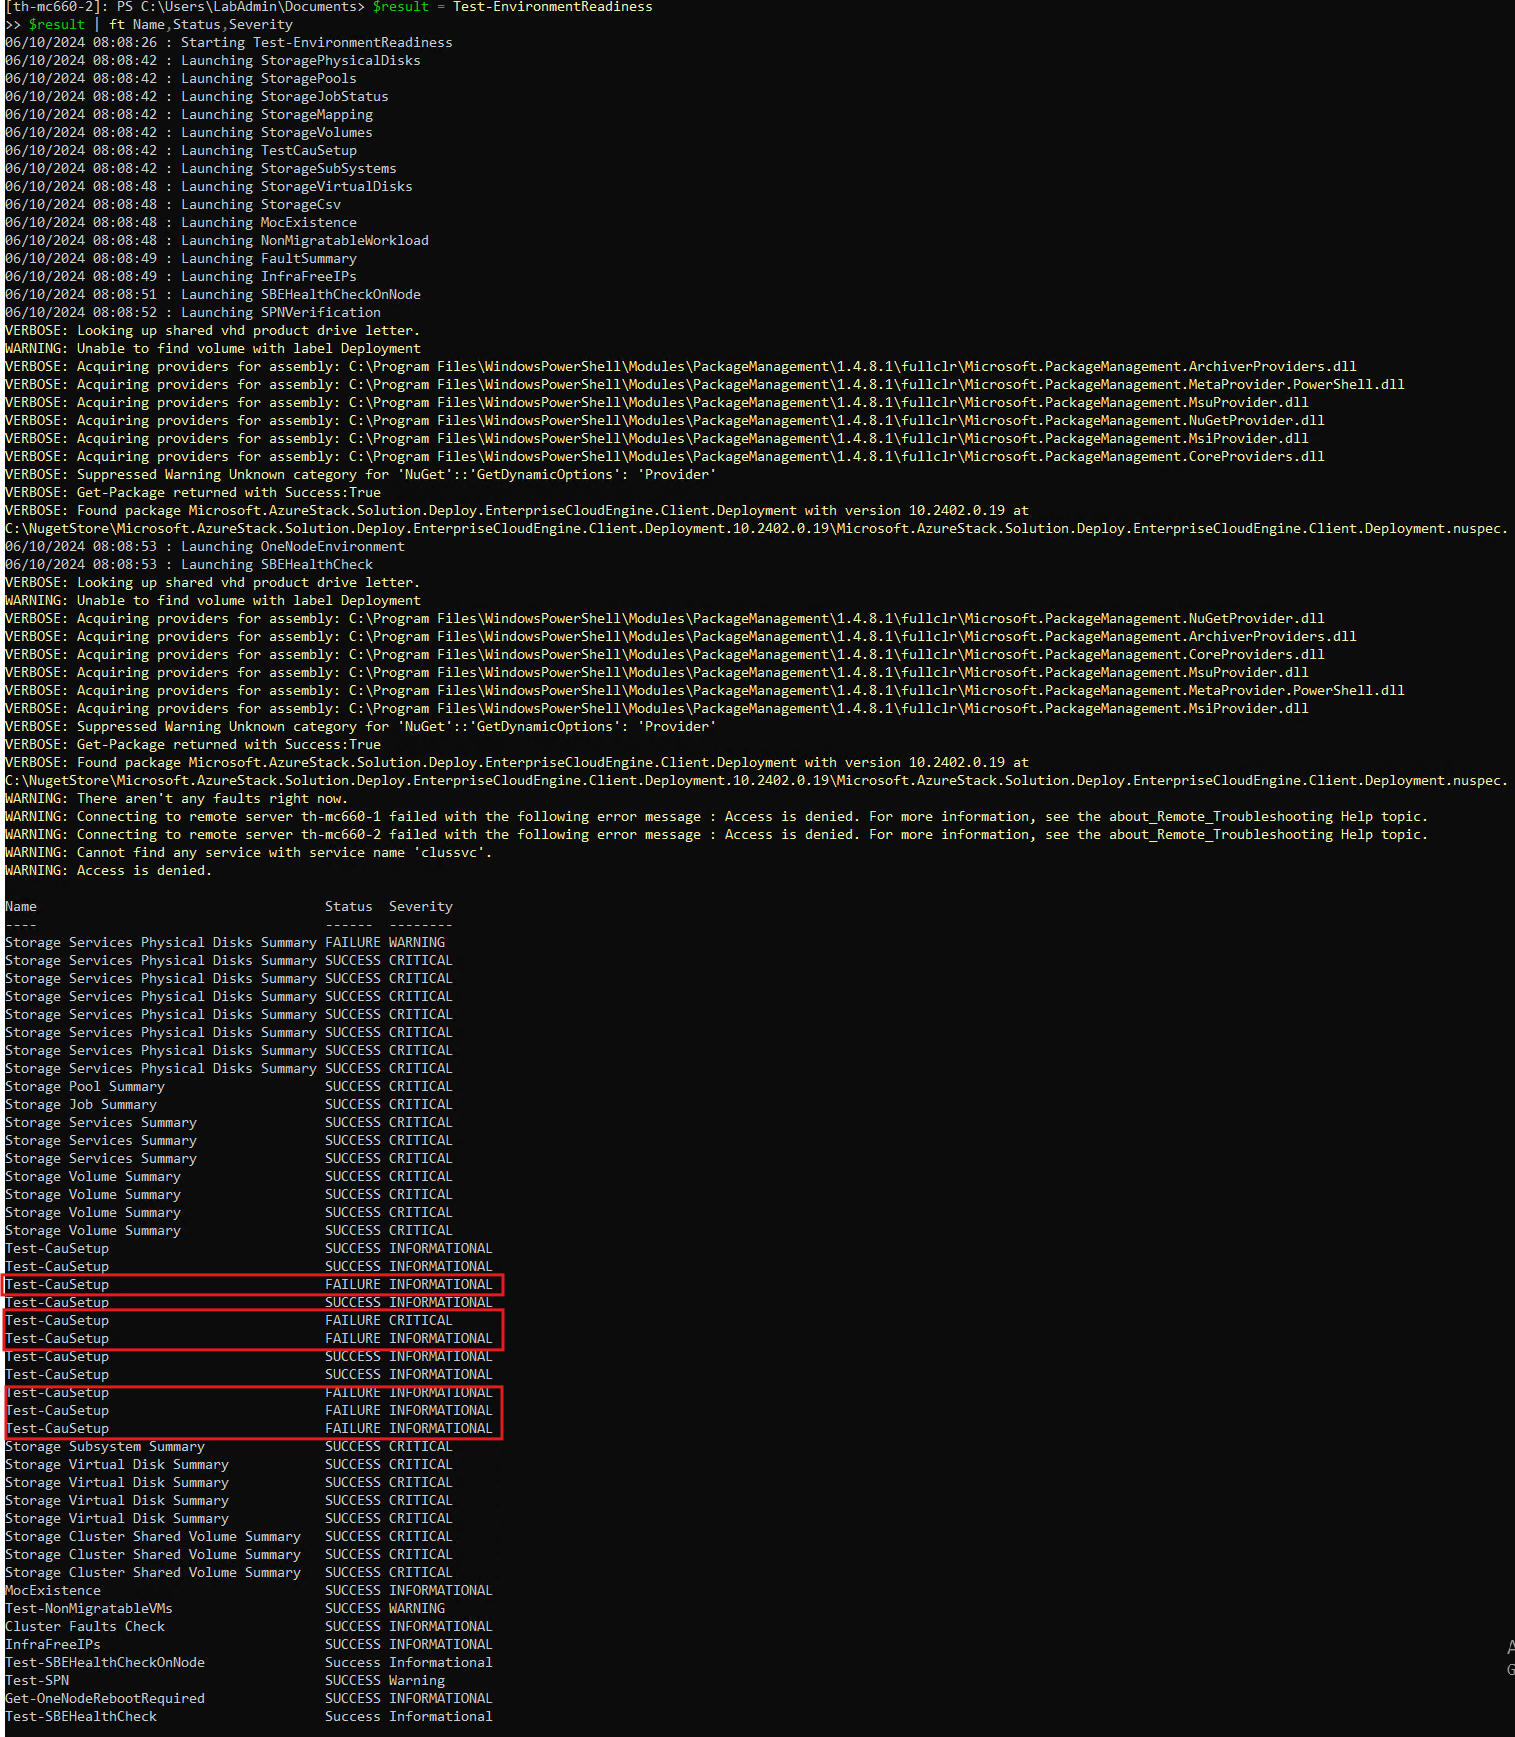 [th-mc660-2]: PS C:\Users\LabAdmin\Documents> $result = Test-EnvironmentReadiness
>> $result | ft Name,Status,Severity
06/10/2024 08:08:26 : Starting Test-EnvironmentReadiness
06/10/2024 08:08:42 : Launching StoragePhysicalDisks
06/10/2024 08:08:42 : Launching StoragePools
06/10/2024 08:08:42 : Launching StorageJobStatus
06/10/2024 08:08:42 : Launching StorageMapping
06/10/2024 08:08:42 : Launching StorageVolumes
06/10/2024 08:08:42 : Launching TestCauSetup
06/10/2024 08:08:42 : Launching StorageSubSystems
06/10/2024 08:08:48 : Launching StorageVirtualDisks
06/10/2024 08:08:48 : Launching StorageCsv
06/10/2024 08:08:48 : Launching MocExistence
06/10/2024 08:08:48 : Launching NonMigratableWorkload
06/10/2024 08:08:49 : Launching FaultSummary
06/10/2024 08:08:49 : Launching InfraFreeIPs
06/10/2024 08:08:51 : Launching SBEHealthCheckOnNode
06/10/2024 08:08:52 : Launching SPNVerification
VERBOSE: Looking up shared vhd product drive letter.
WARNING: Unable to find volume with label Deployment
VERBOSE: Acquiring providers for assembly: C:\Program Files\WindowsPowerShell\Modules\PackageManagement\1.4.8.1\fullclr\Microsoft.PackageManagement.ArchiverProviders.dll
VERBOSE: Acquiring providers for assembly: C:\Program Files\WindowsPowerShell\Modules\PackageManagement\1.4.8.1\fullclr\Microsoft.PackageManagement.MetaProvider.PowerShell.dll
VERBOSE: Acquiring providers for assembly: C:\Program Files\WindowsPowerShell\Modules\PackageManagement\1.4.8.1\fullclr\Microsoft.PackageManagement.MsuProvider.dll
VERBOSE: Acquiring providers for assembly: C:\Program Files\WindowsPowerShell\Modules\PackageManagement\1.4.8.1\fullclr\Microsoft.PackageManagement.NuGetProvider.dll
VERBOSE: Acquiring providers for assembly: C:\Program Files\WindowsPowerShell\Modules\PackageManagement\1.4.8.1\fullclr\Microsoft.PackageManagement.MsiProvider.dll
VERBOSE: Acquiring providers for assembly: C:\Program Files\WindowsPowerShell\Modules\PackageManagement\1.4.8.1\fullclr\Microsoft.PackageManagement.CoreProviders.dll
VERBOSE: Suppressed Warning Unknown category for 'NuGet'::'GetDynamicOptions': 'Provider'
VERBOSE: Get-Package returned with Success:True
VERBOSE: Found package Microsoft.AzureStack.Solution.Deploy.EnterpriseCloudEngine.Client.Deployment with version 10.2402.0.19 at
C:\NugetStore\Microsoft.AzureStack.Solution.Deploy.EnterpriseCloudEngine.Client.Deployment.10.2402.0.19\Microsoft.AzureStack.Solution.Deploy.EnterpriseCloudEngine.Client.Deployment.nuspec.
06/10/2024 08:08:53 : Launching OneNodeEnvironment
06/10/2024 08:08:53 : Launching SBEHealthCheck
VERBOSE: Looking up shared vhd product drive letter.
WARNING: Unable to find volume with label Deployment
VERBOSE: Acquiring providers for assembly: C:\Program Files\WindowsPowerShell\Modules\PackageManagement\1.4.8.1\fullclr\Microsoft.PackageManagement.NuGetProvider.dll
VERBOSE: Acquiring providers for assembly: C:\Program Files\WindowsPowerShell\Modules\PackageManagement\1.4.8.1\fullclr\Microsoft.PackageManagement.ArchiverProviders.dll
VERBOSE: Acquiring providers for assembly: C:\Program Files\WindowsPowerShell\Modules\PackageManagement\1.4.8.1\fullclr\Microsoft.PackageManagement.CoreProviders.dll
VERBOSE: Acquiring providers for assembly: C:\Program Files\WindowsPowerShell\Modules\PackageManagement\1.4.8.1\fullclr\Microsoft.PackageManagement.MsuProvider.dll
VERBOSE: Acquiring providers for assembly: C:\Program Files\WindowsPowerShell\Modules\PackageManagement\1.4.8.1\fullclr\Microsoft.PackageManagement.MetaProvider.PowerShell.dll
VERBOSE: Acquiring providers for assembly: C:\Program Files\WindowsPowerShell\Modules\PackageManagement\1.4.8.1\fullclr\Microsoft.PackageManagement.MsiProvider.dll
VERBOSE: Suppressed Warning Unknown category for 'NuGet'::'GetDynamicOptions': 'Provider'
VERBOSE: Get-Package returned with Success:True
VERBOSE: Found package Microsoft.AzureStack.Solution.Deploy.EnterpriseCloudEngine.Client.Deployment with version 10.2402.0.19 at
C:\NugetStore\Microsoft.AzureStack.Solution.Deploy.EnterpriseCloudEngine.Client.Deployment.10.2402.0.19\Microsoft.AzureStack.Solution.Deploy.EnterpriseCloudEngine.Client.Deployment.nuspec.
WARNING: There aren't any faults right now.
WARNING: Connecting to remote server th-mc660-1 failed with the following error message : Access is denied. For more information, see the about_Remote_Troubleshooting Help topic.
WARNING: Connecting to remote server th-mc660-2 failed with the following error message : Access is denied. For more information, see the about_Remote_Troubleshooting Help topic.
WARNING: Cannot find any service with service name 'clussvc'.
WARNING: Access is denied.
Name Status Severity
---- ------ --------
Storage Services Physical Disks Summary FAILURE WARNING
Storage Services Physical Disks Summary SUCCESS CRITICAL
Storage Services Physical Disks Summary SUCCESS CRITICAL
Storage Services Physical Disks Summary SUCCESS CRITICAL
Storage Services Physical Disks Summary SUCCESS CRITICAL
Storage Services Physical Disks Summary SUCCESS CRITICAL
Storage Services Physical Disks Summary SUCCESS CRITICAL
Storage Services Physical Disks Summary SUCCESS CRITICAL
Storage Pool Summary SUCCESS CRITICAL
Storage Job Summary SUCCESS CRITICAL
Storage Services Summary SUCCESS CRITICAL
Storage Services Summary SUCCESS CRITICAL
Storage Services Summary SUCCESS CRITICAL
Storage Volume Summary SUCCESS CRITICAL
Storage Volume Summary SUCCESS CRITICAL
Storage Volume Summary SUCCESS CRITICAL
Storage Volume Summary SUCCESS CRITICAL
Test-CauSetup SUCCESS INFORMATIONAL
Test-CauSetup SUCCESS INFORMATIONAL
Test-CauSetup FAILURE INFORMATIONAL
Test-CauSetup SUCCESS INFORMATIONAL
Test-CauSetup FAILURE CRITICAL
Test-CauSetup FAILURE INFORMATIONAL
Test-CauSetup SUCCESS INFORMATIONAL
Test-CauSetup SUCCESS INFORMATIONAL
Test-CauSetup FAILURE INFORMATIONAL
Test-CauSetup FAILURE INFORMATIONAL
Test-CauSetup FAILURE INFORMATIONAL
Storage Subsystem Summary SUCCESS CRITICAL
Storage Virtual Disk Summary SUCCESS CRITICAL
Storage Virtual Disk Summary SUCCESS CRITICAL
Storage Virtual Disk Summary SUCCESS CRITICAL
Storage Virtual Disk Summary SUCCESS CRITICAL
Storage Cluster Shared Volume Summary SUCCESS CRITICAL
Storage Cluster Shared Volume Summary SUCCESS CRITICAL
Storage Cluster Shared Volume Summary SUCCESS CRITICAL
MocExistence SUCCESS INFORMATIONAL
Test-NonMigratableVMs SUCCESS WARNING
Cluster Faults Check SUCCESS INFORMATIONAL
InfraFreeIPs SUCCESS INFORMATIONAL
Test-SBEHealthCheckOnNode Success Informational
Test-SPN SUCCESS Warning
Get-OneNodeRebootRequired SUCCESS INFORMATIONAL
Test-SBEHealthCheck Success Informational